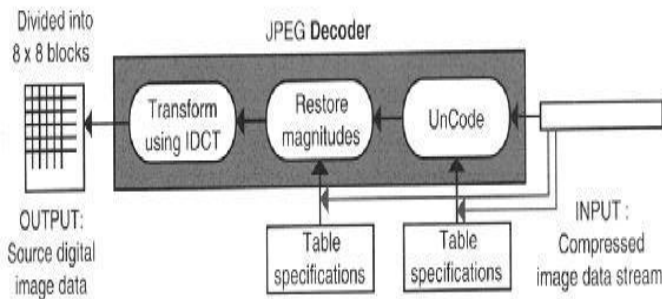 Divided into
8 x 8 blocks
JPEG Decoder
Transform
using IDCT
Restore
magnitudes
UnCode
OUTPUT:
Source digital
image data
Table
specifications
Table
specifications
INPUT :
Compressed
image data stream